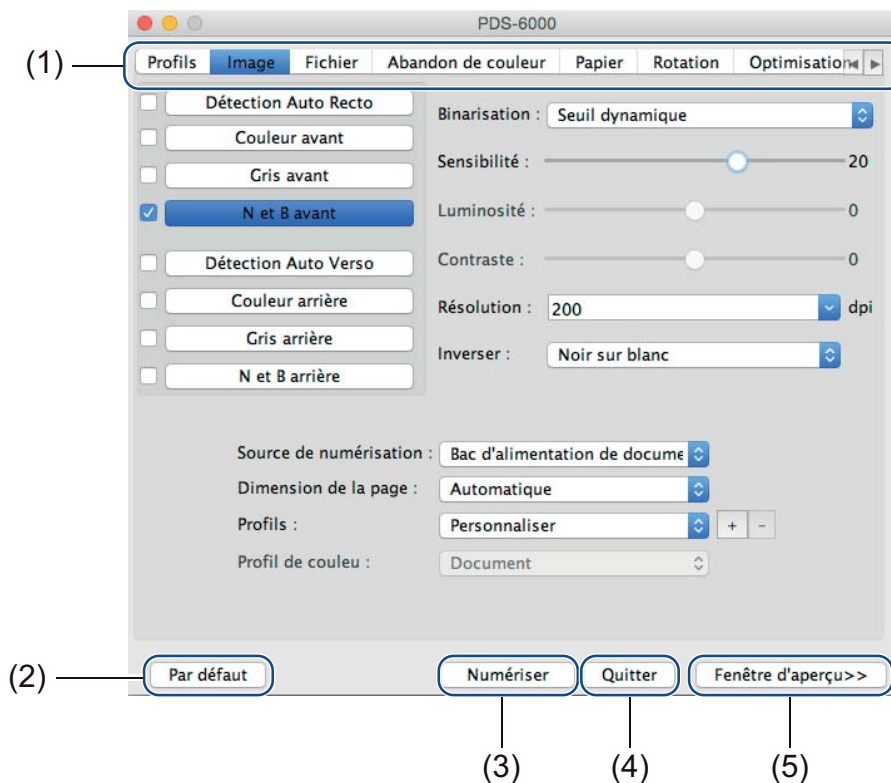 PDS-6000
(1)
Profils Image Fichier Abandon de couleur Papier Rotation Optimisation
Détection Auto Recto
Couleur avant
Gris avant
N et B avant
Détection Auto Verso
Couleur arrière
Gris arrière
N et B arrière
Binarisation : Seuil dynamique
Sensibilité : 20
Luminosité : 0
Contraste : 0
Résolution : 200 dpi
Inverser : Noir sur blanc
Source de numérisation : Bac d'alimentation de docume
Dimension de la page : Automatique
Profils : Personnaliser + -
Profil de couleu : Document
(2) Par défaut Numériser Quitter Fenêtre d'aperçu>>
(3) (4) (5)